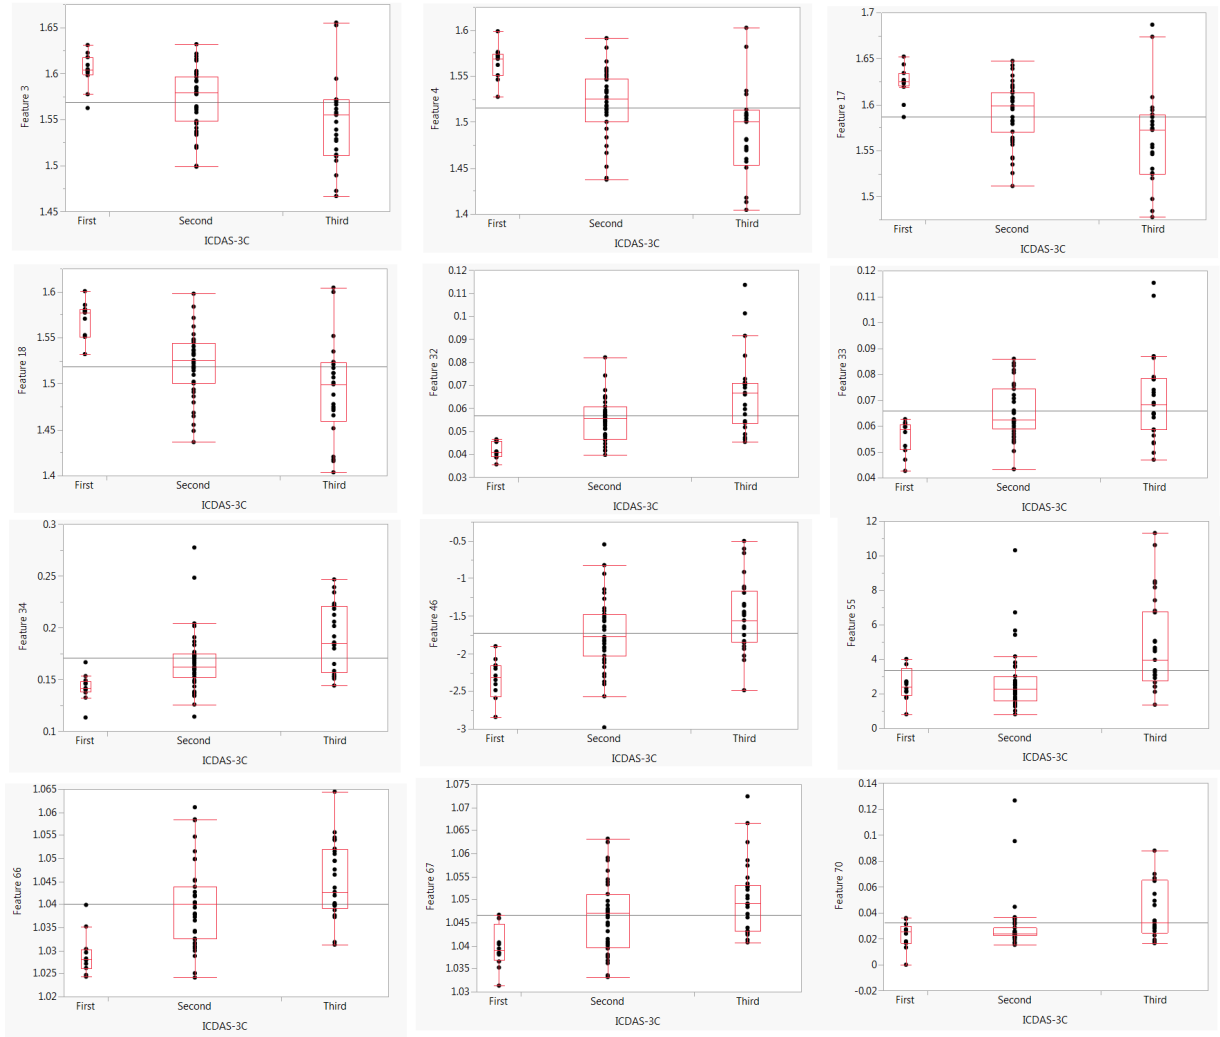 1.65
1.6
1.55
1.5
1.45
Feature 3
First Second Third
ICDAS-3C
1.6
1.55
1.5
1.45
1.4
Feature 4
First Second Third
ICDAS-3C
1.7
1.65
1.6
1.55
1.5
Feature 17
First Second Third
ICDAS-3C
1.6
1.55
1.5
1.45
1.4
Feature 18
First Second Third
ICDAS-3C
0.12
0.11
0.1
0.09
0.08
0.07
0.06
0.05
0.04
0.03
Feature 32
First Second Third
ICDAS-3C
0.12
0.11
0.1
0.09
0.08
0.07
0.06
0.05
0.04
Feature 33
First Second Third
ICDAS-3C
0.3
0.25
0.2
0.15
0.1
Feature 34
First Second Third
ICDAS-3C
-0.5
-1
-1.5
-2
-2.5
-3
Feature 46
First Second Third
ICDAS-3C
12
10
8
6
4
2
0
Feature 55
First Second Third
ICDAS-3C
1.065
1.06
1.055
1.05
1.045
1.04
1.035
1.03
1.025
1.02
Feature 66
First Second Third
ICDAS-3C
1.075
1.07
1.065
1.06
1.055
1.05
1.045
1.04
1.035
1.03
Feature 67
First Second Third
ICDAS-3C
0.14
0.12
0.1
0.08
0.06
0.04
0.02
0
-0.02
Feature 70
First Second Third
ICDAS-3C